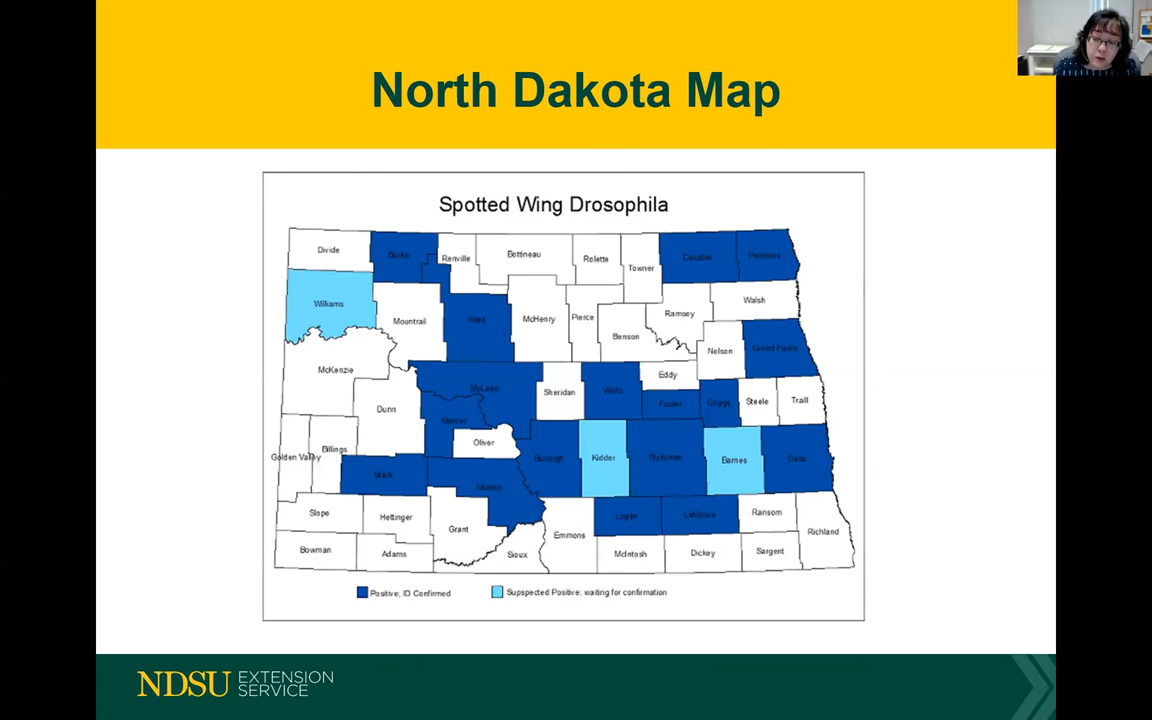 North Dakota Map
Spotted Wing Drosophila
Divide
Burke
Renville
Bottineau
Rolette
Towner
Cavalier
Pembina
Williams
Mountrail
Ward
McHenry
Pierce
Benson
Ramsey
Walsh
Nelson
Grand Forks
McKenzie
Dunn
McLean
Sheridan
Wells
Eddy
Foster
Griggs
Steele
Traill
Mercer
Oliver
Golden Valley
Billings
Stark
Morton
Burleigh
Kidder
Stutsman
Barnes
Cass
Slope
Hettinger
Grant
Emmons
Logan
LaMoure
Ransom
Richland
Bowman
Adams
Sioux
McIntosh
Dickey
Sargent
Positive; ID Confirmed
Supspected Positive; waiting for confirmation
NDSU EXTENSION
SERVICE